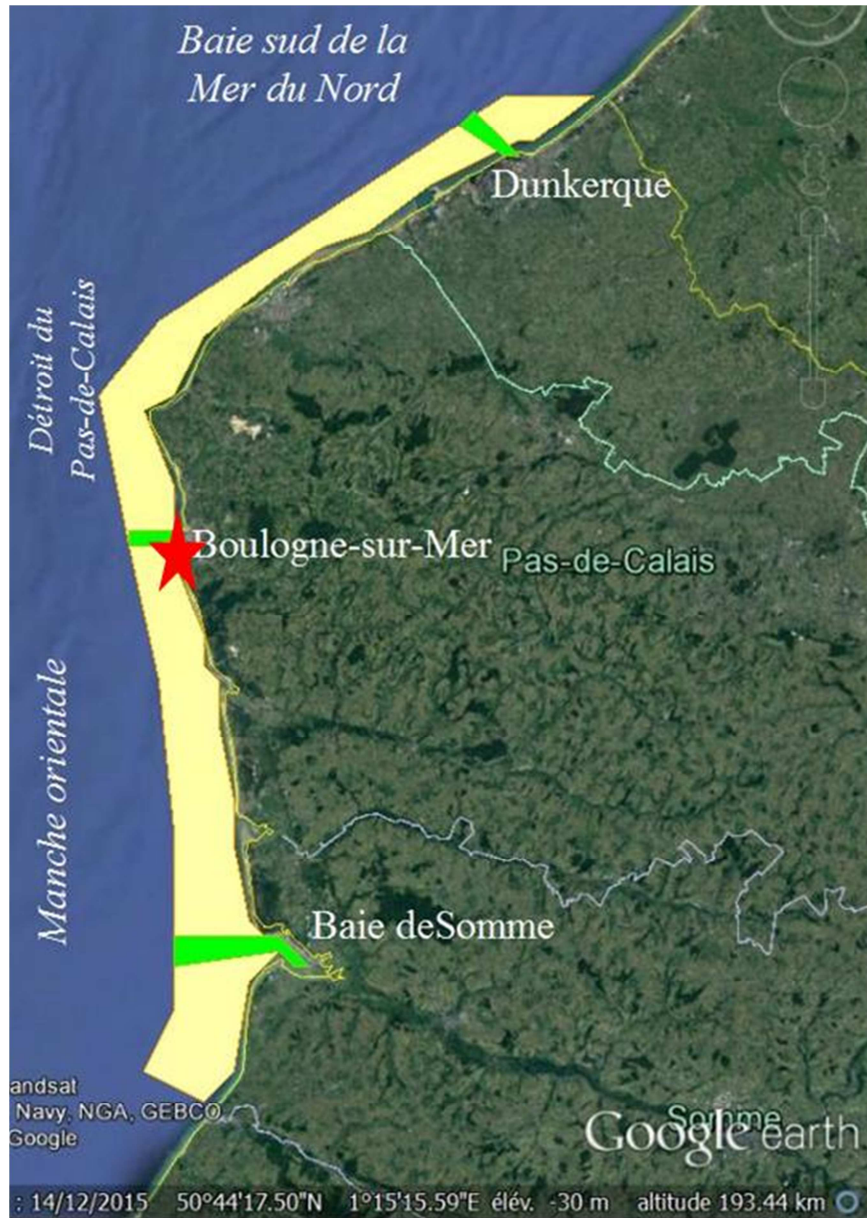 Baie sud de la
Mer du Nord
Dunkerque
Détroit du
Pas-de-Calais
Boulogne-sur-Mer
Pas-de-Calais
Manche orientale
Baie deSomme
andsat
Navy, NGA, GEBCO
Google
Somme
Google earth
: 14/12/2015 50°44'17.50"N 1°15'15.59"E élév. -30 m altitude 193.44 km